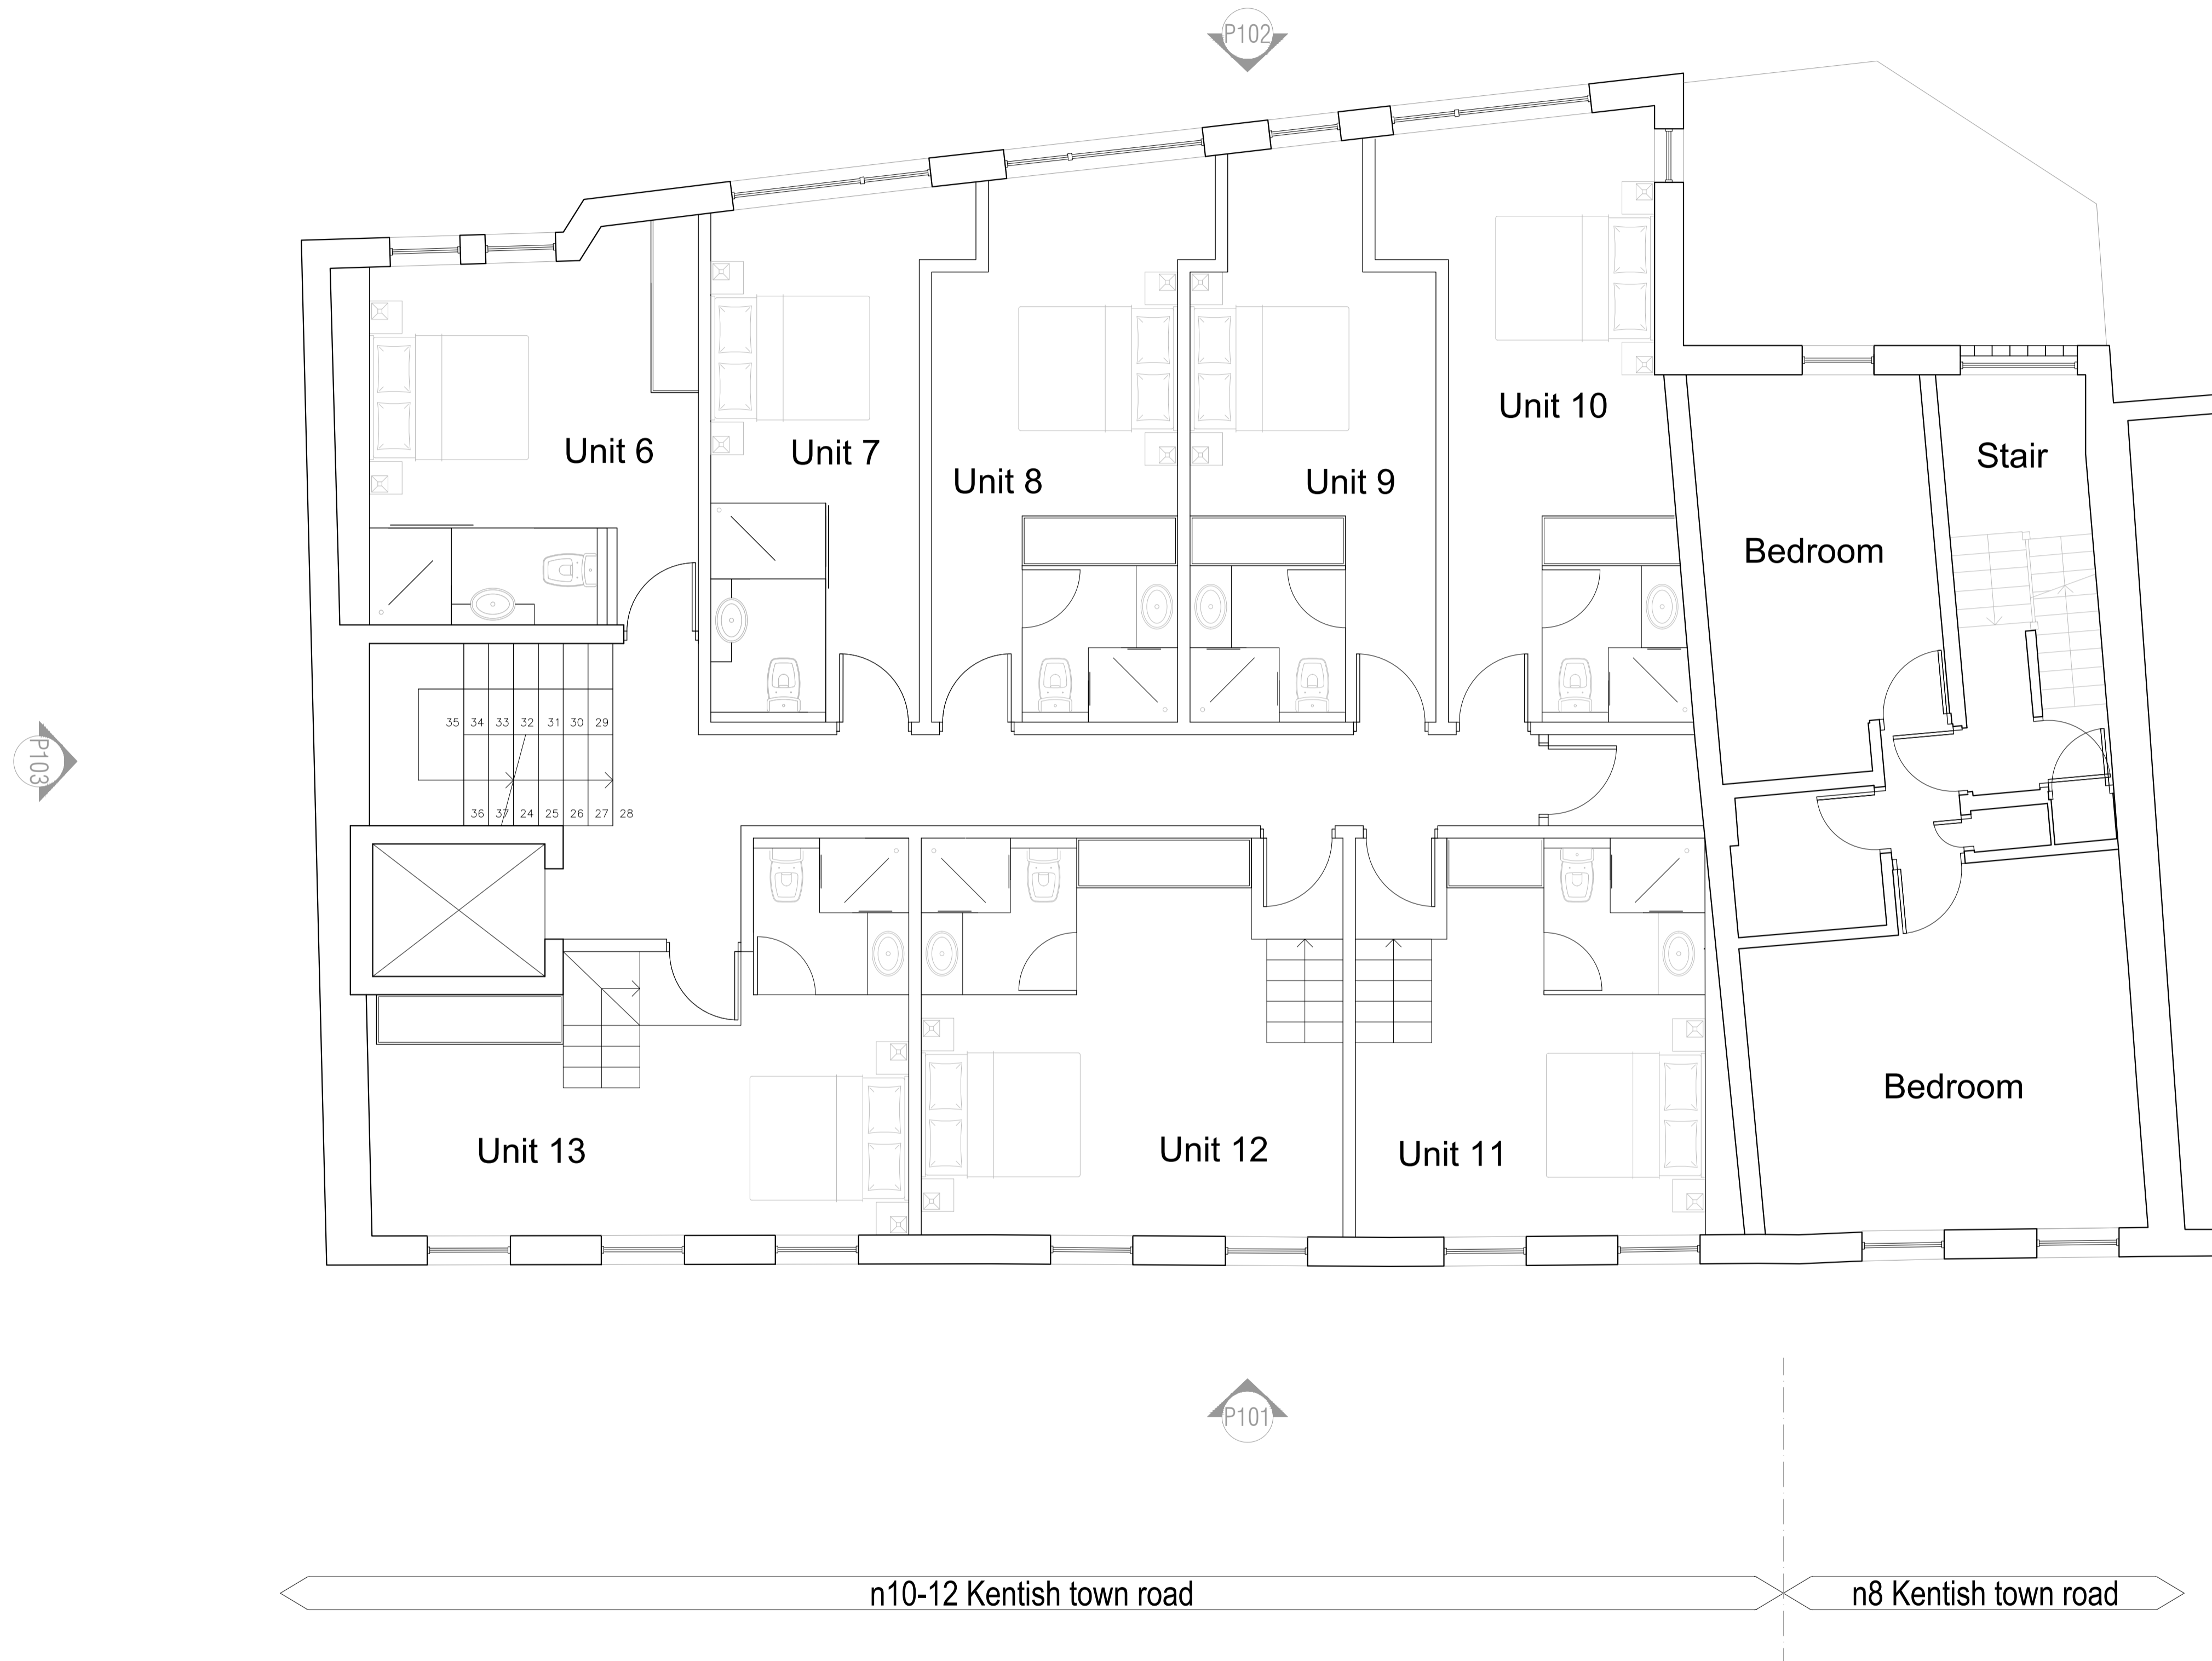 P102
Unit 10
Unit 6
Unit 7
Stair
Unit 8
Unit 9
Bedroom
35 34 33 32 31 30 29
P103
36 37 24 25 26 27 28
Bedroom
Unit 13
Unit 12
Unit 11
P101
n10-12 Kentish town road
n8 Kentish town road